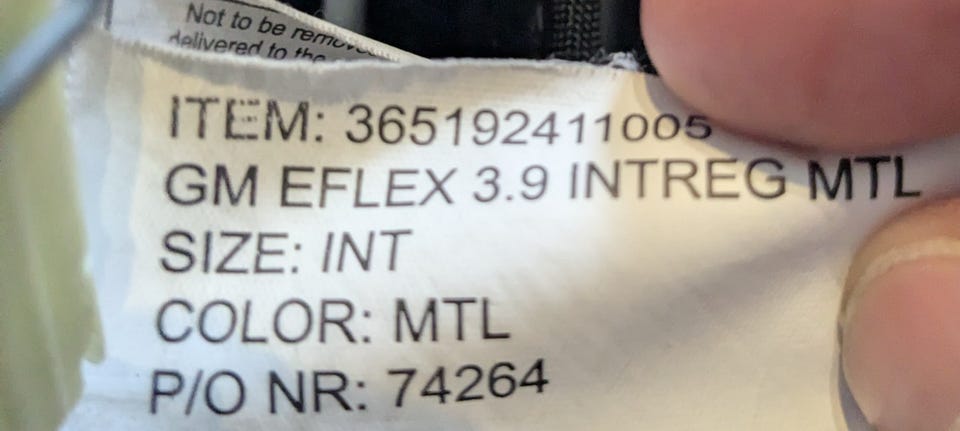 Not to be remov
delivered to the
ITEM: 365192411005
GM EFLEX 3.9 INTREG MTL
SIZE: INT
COLOR: MTL
P/O NR: 74264